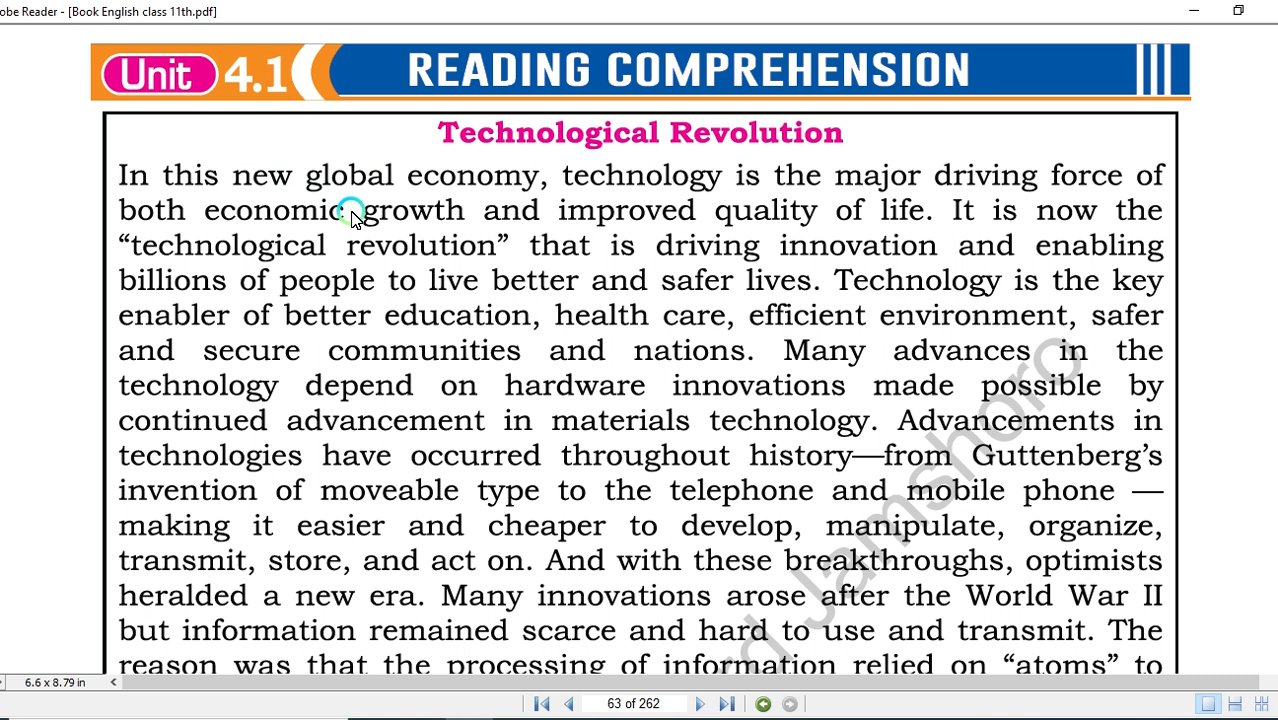 obe Reader - [Book English class 11th.pdf]
Unit 4.1 READING COMPREHENSION
Technological Revolution
In this new global economy, technology is the major driving force of
both economic growth and improved quality of life. It is now the
“technological revolution” that is driving innovation and enabling
billions of people to live better and safer lives. Technology is the key
enabler of better education, health care, efficient environment, safer
and secure communities and nations. Many advances in the
technology depend on hardware innovations made possible by
continued advancement in materials technology. Advancements in
technologies have occurred throughout history—from Guttenberg’s
invention of moveable type to the telephone and mobile phone —
making it easier and cheaper to develop, manipulate, organize,
transmit, store, and act on. And with these breakthroughs, optimists
heralded a new era. Many innovations arose after the World War II
but information remained scarce and hard to use and transmit. The
reason was that the processing of information relied on “atoms” to
rd Jamshoro
6.6 x 8.79 in
63 of 262